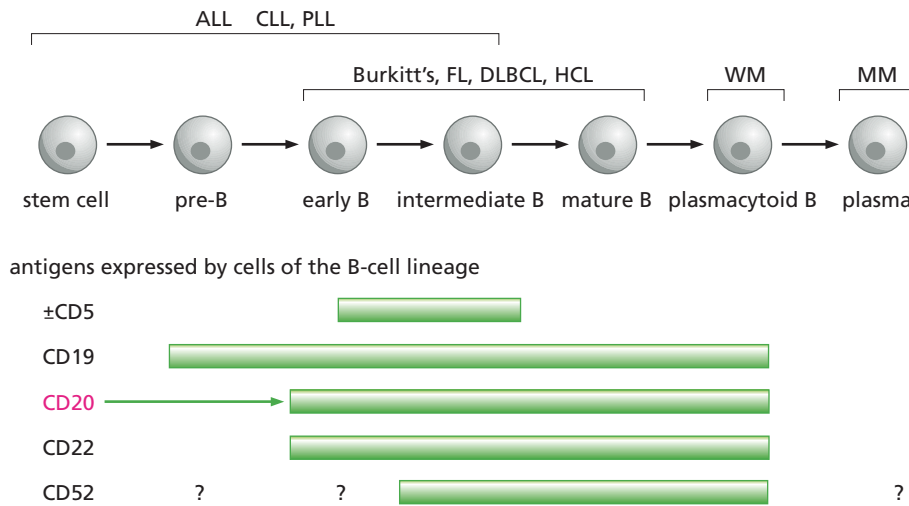 ALL CLL, PLL
Burkitt's, FL, DLBCL, HCL WM MM
stem cell pre-B early B intermediate B mature B plasmacytoid B plasma
antigens expressed by cells of the B-cell lineage
±CD5
CD19
CD20
CD22
CD52 ? ? ?